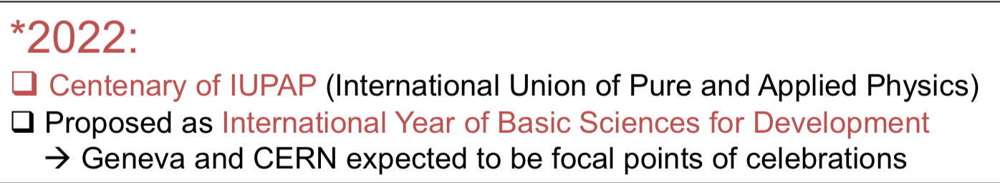 *2022:
❑ Centenary of IUPAP (International Union of Pure and Applied Physics)
❑ Proposed as International Year of Basic Sciences for Development
→ Geneva and CERN expected to be focal points of celebrations